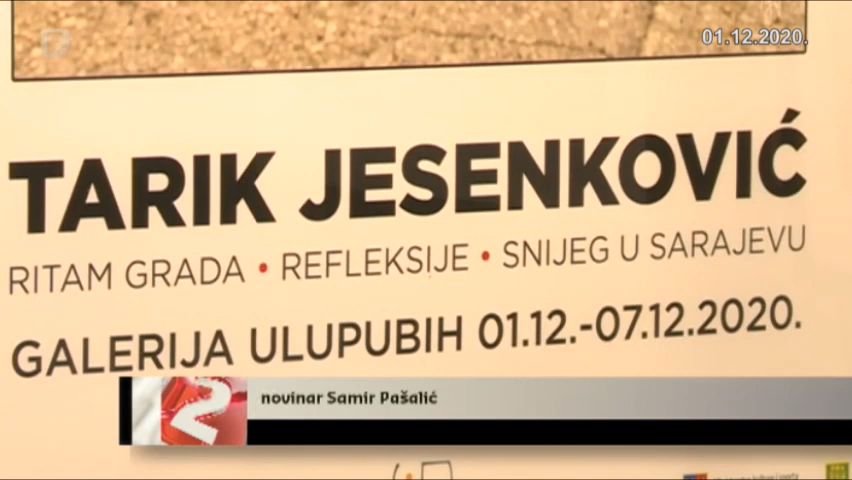 01.12.2020.
TARIK JESENKOVIĆ
RITAM GRADA • REFLEKSIJE • SNIJEG U SARAJEVU
GALERIJA ULUPUBIH 01.12.-07.12.2020.
2
novinar Samir Pašalić